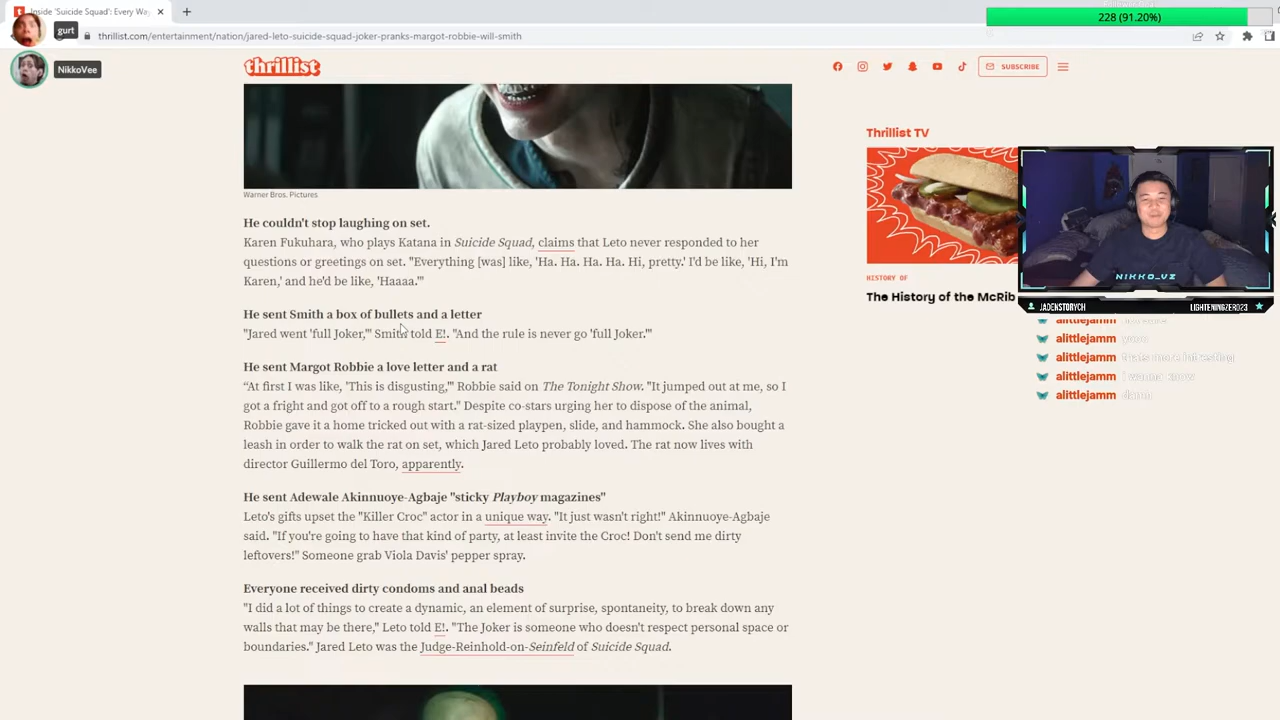 Inside 'Suicide Squad': Every Way
228 (91.20%)
gurt
thrillist.com/entertainment/nation/jared-leto-suicide-squad-joker-pranks-margot-robbie-will-smith
NikkoVee
thrillist
SUBSCRIBE
Warner Bros. Pictures
He couldn't stop laughing on set.
Karen Fukuhara, who plays Katana in Suicide Squad, claims that Leto never responded to her
questions or greetings on set. "Everything [was] like, 'Ha. Ha. Ha. Ha. Hi, pretty.' I'd be like, 'Hi, I'm
Karen,' and he'd be like, 'Haaaa.'"
He sent Smith a box of bullets and a letter
"Jared went 'full Joker,'" Smith told E!. "And the rule is never go 'full Joker.'"
He sent Margot Robbie a love letter and a rat
“At first I was like, 'This is disgusting,'" Robbie said on The Tonight Show. "It jumped out at me, so I
got a fright and got off to a rough start." Despite co-stars urging her to dispose of the animal,
Robbie gave it a home tricked out with a rat-sized playpen, slide, and hammock. She also bought a
leash in order to walk the rat on set, which Jared Leto probably loved. The rat now lives with
director Guillermo del Toro, apparently.
He sent Adewale Akinnuoye-Agbaje "sticky Playboy magazines"
Leto's gifts upset the "Killer Croc" actor in a unique way. "It just wasn't right!" Akinnuoye-Agbaje
said. "If you're going to have that kind of party, at least invite the Croc! Don't send me dirty
leftovers!" Someone grab Viola Davis' pepper spray.
Everyone received dirty condoms and anal beads
"I did a lot of things to create a dynamic, an element of surprise, spontaneity, to break down any
walls that may be there," Leto told E!. "The Joker is someone who doesn't respect personal space or
boundaries." Jared Leto was the Judge-Reinhold-on-Seinfeld of Suicide Squad.
Thrillist TV
HISTORY OF
The History of the McRib
NIKKO_VZ
JADENSTORYCH
LIGHTENINGZERO23
alittlejamm
alittlejamm yooo
alittlejamm thats more interesting
alittlejamm i wanna know
alittlejamm damn